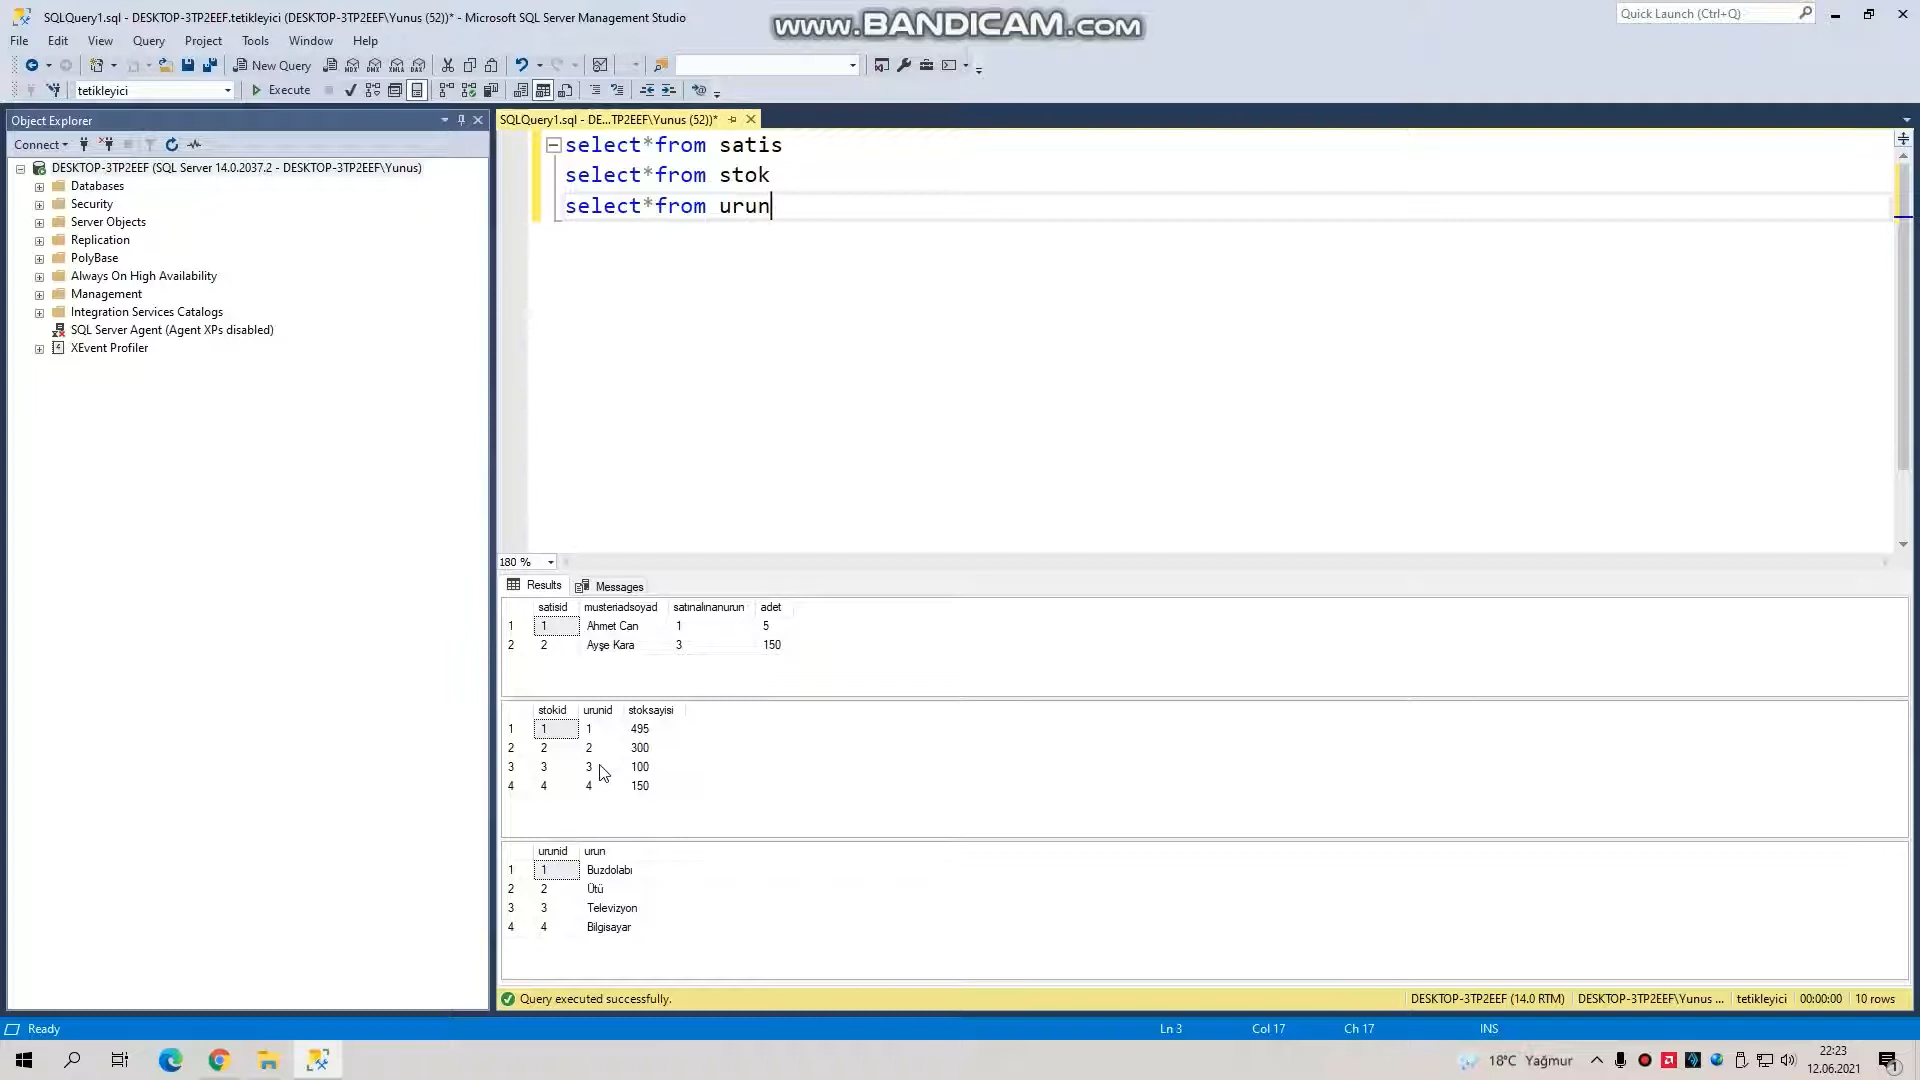 SQLQuery1.sql - DESKTOP-3TP2EEF.tetikleyici (DESKTOP-3TP2EEF\Yunus (52))* - Microsoft SQL Server Management Studio
www.BANDICAM.com
Quick Launch (Ctrl+Q)
File Edit View Query Project Tools Window Help
New Query
tetikleyici Execute
Object Explorer
Connect
DESKTOP-3TP2EEF (SQL Server 14.0.2037.2 - DESKTOP-3TP2EEF\Yunus)
Databases
Security
Server Objects
Replication
PolyBase
Always On High Availability
Management
Integration Services Catalogs
SQL Server Agent (Agent XPs disabled)
XEvent Profiler
SQLQuery1.sql - DE...TP2EEF\Yunus (52))*
select*from satis
select*from stok
select*from urun
180 %
Results Messages
satisid musteriadsoyad satınalinanurun adet
1 1 Ahmet Can 1 5
2 2 Ayşe Kara 3 150
stokid urunid stoksayisi
1 1 1 495
2 2 2 300
3 3 3 100
4 4 4 150
urunid urun
1 1 Buzdolabı
2 2 Ütü
3 3 Televizyon
4 4 Bilgisayar
Query executed successfully.
DESKTOP-3TP2EEF (14.0 RTM) DESKTOP-3TP2EEF\Yunus ... tetikleyici 00:00:00 10 rows
Ready Ln 3 Col 17 Ch 17 INS
18°C Yağmur
22:23
12.06.2021
1